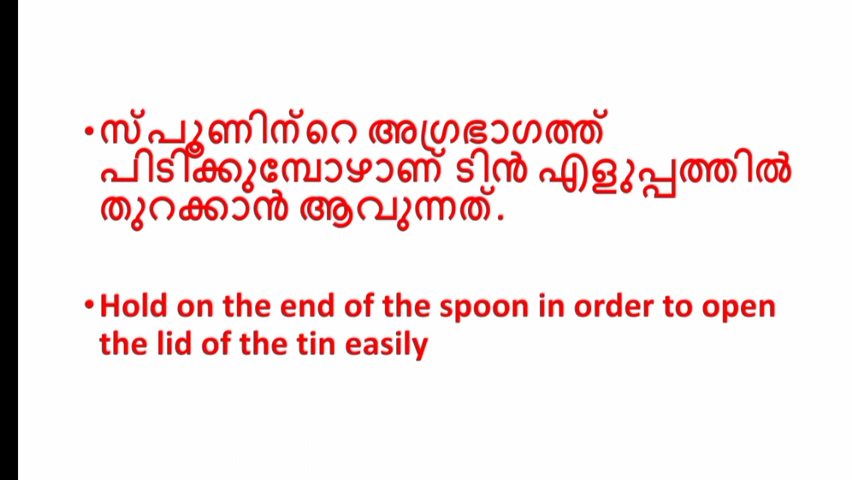 •സ്പൂണിന്റെ അഗ്രഭാഗത്ത്
പിടിക്കുമ്പോഴാണ് ടിൻ എളുപ്പത്തിൽ
തുറക്കാൻ ആവുന്നത്.
•Hold on the end of the spoon in order to open
the lid of the tin easily